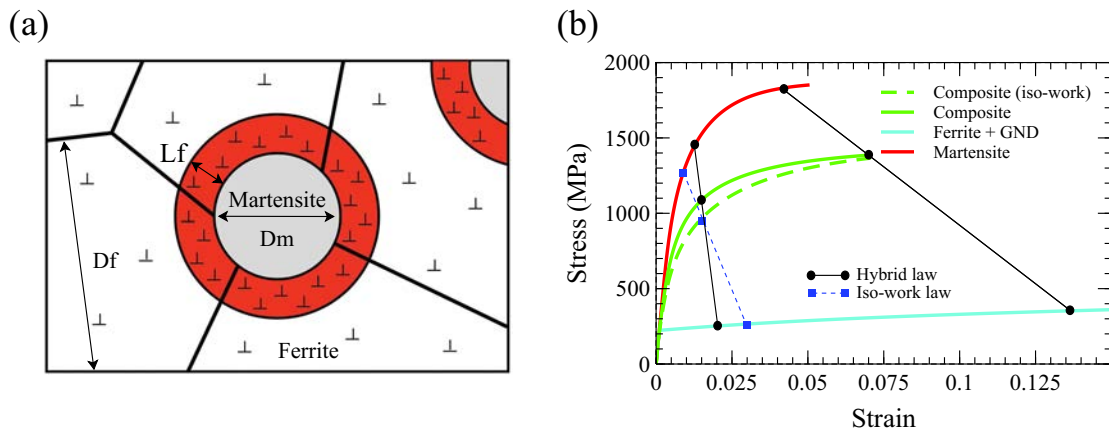 (a)
Lf
Martensite
Dm
Df
Ferrite
(b)
2000
1500
1000
500
0
Stress (MPa)
Composite (iso-work)
Composite
Ferrite + GND
Martensite
Hybrid law
Iso-work law
0
0.025
0.05
0.075
0.1
0.125
Strain